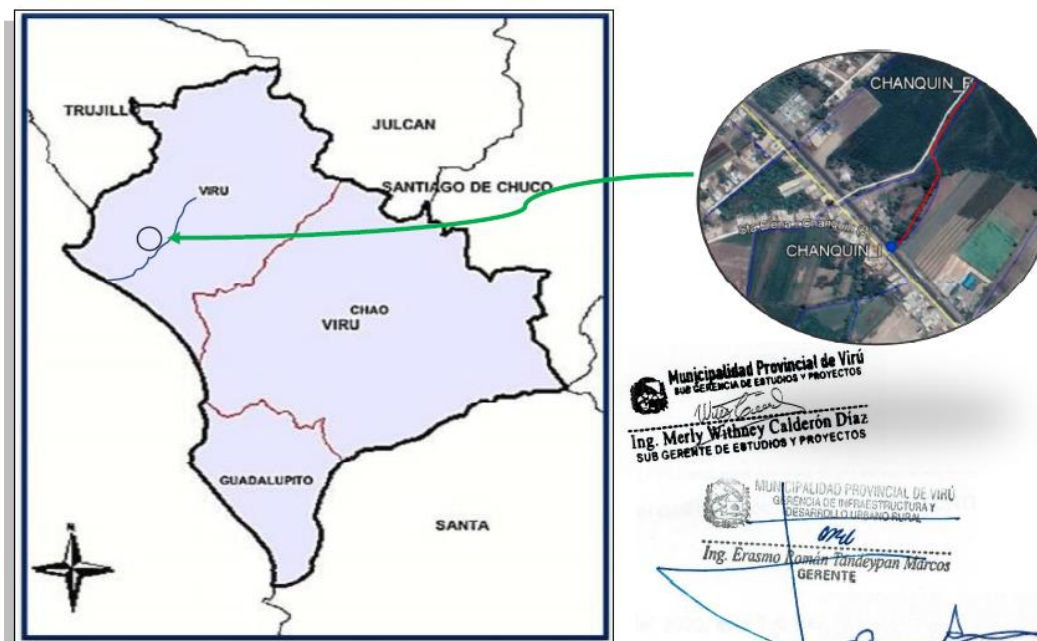 TRUJILLO
JULCAN
VIRU
SANTIAGO DE CHUCO
CHAO
VIRU
GUADALUPITO
SANTA
N
CHANQUIN_F
CHANQUIN_I
Municipalidad Provincial de Virú
SUB GERENCIA DE ESTUDIOS Y PROYECTOS
Ing. Merly Withney Calderón Díaz
SUB GERENTE DE ESTUDIOS Y PROYECTOS
MUNICIPALIDAD PROVINCIAL DE VIRÚ
GERENCIA DE INFRAESTRUCTURA Y
DESARROLLO URBANO RURAL
Ing. Erasmo Román Tandeypan Marcos
GERENTE